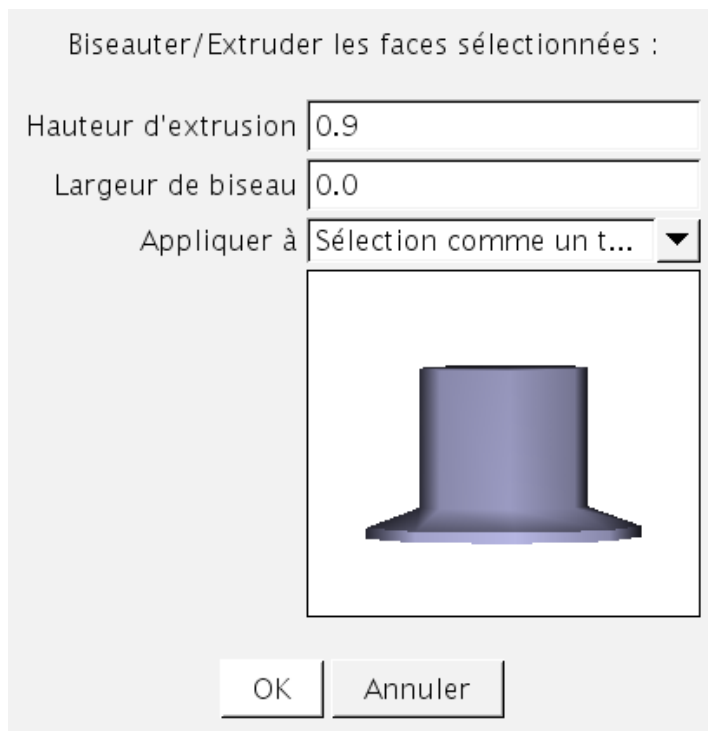 Biseauter/Extruder les faces sélectionnées :
Hauteur d'extrusion 0.9
Largeur de biseau 0.0
Appliquer à Sélection comme un t...
OK Annuler